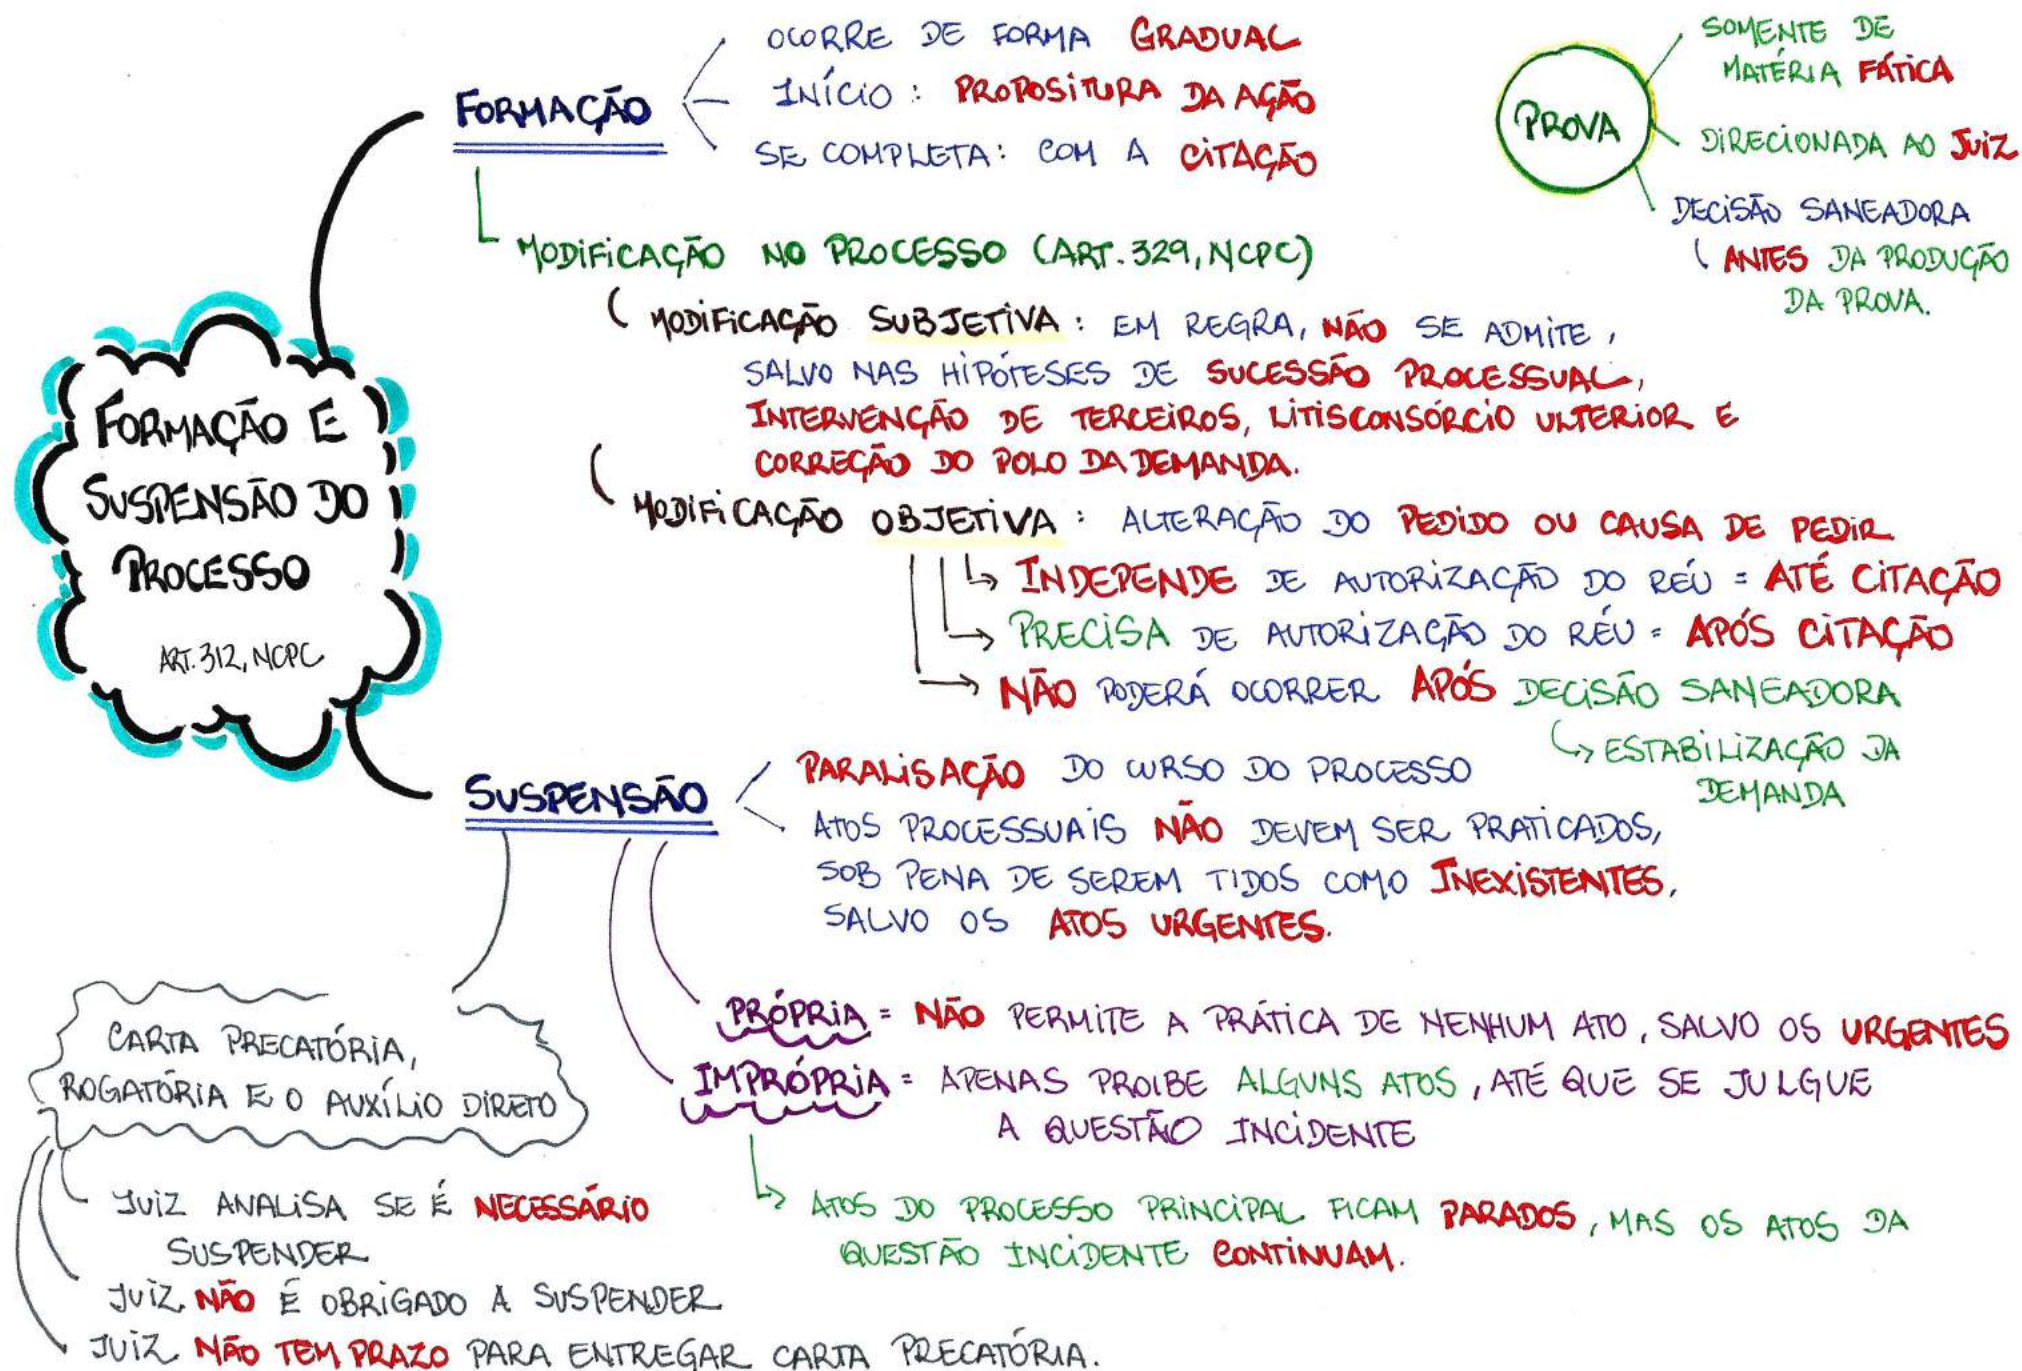 FORMAÇÃO E
SUSPENSÃO DO
PROCESSO
ART. 312, NCPC
FORMAÇÃO
OCORRE DE FORMA GRADUAL
INÍCIO: PROPOSITURA DA AÇÃO
SE COMPLETA: COM A CITAÇÃO
MODIFICAÇÃO NO PROCESSO (ART. 329, NCPC)
MODIFICAÇÃO SUBJETIVA: EM REGRA, NÃO SE ADMITE,
SALVO NAS HIPÓTESES DE SUCESSÃO PROCESSUAL,
INTERVENÇÃO DE TERCEIROS, LITISCONSÓRCIO ULTERIOR E
CORREÇÃO DO POLO DA DEMANDA.
MODIFICAÇÃO OBJETIVA: ALTERAÇÃO DO PEDIDO OU CAUSA DE PEDIR
INDEPENDE DE AUTORIZAÇÃO DO RÉU = ATÉ CITAÇÃO
PRECISA DE AUTORIZAÇÃO DO RÉU = APÓS CITAÇÃO
NÃO PODERÁ OCORRER APÓS DECISÃO SANEADORA
ESTABILIZAÇÃO DA
DEMANDA
PROVA
SOMENTE DE
MATÉRIA FÁTICA
DIRECIONADA AO JUIZ
DECISÃO SANEADORA
ANTES DA PRODUÇÃO
DA PROVA.
SUSPENSÃO
PARALISAÇÃO DO CURSO DO PROCESSO
ATOS PROCESSUAIS NÃO DEVEM SER PRATICADOS,
SOB PENA DE SEREM TIDOS COMO INEXISTENTES,
SALVO OS ATOS URGENTES.
PRÓPRIA = NÃO PERMITE A PRÁTICA DE NENHUM ATO, SALVO OS URGENTES
IMPRÓPRIA = APENAS PROIBE ALGUNS ATOS, ATÉ QUE SE JULGUE
A QUESTÃO INCIDENTE
ATOS DO PROCESSO PRINCIPAL FICAM PARADOS, MAS OS ATOS DA
QUESTÃO INCIDENTE CONTINUAM.
CARTA PRECATÓRIA,
ROGATÓRIA E O AUXÍLIO DIRETO
JUIZ ANALISA SE É NECESSÁRIO
SUSPENDER
JUIZ NÃO É OBRIGADO A SUSPENDER
JUIZ NÃO TEM PRAZO PARA ENTREGAR CARTA PRECATÓRIA.